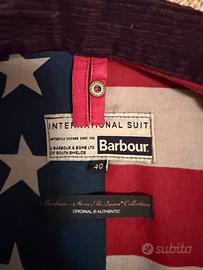 INTERNATIONAL SUIT
J BARBOUR & SONS LTD
OF SOUTH SHIELDS
Barbour
40
Barbour - Steve McQueen Collection
ORIGINAL & AUTHENTIC
subito